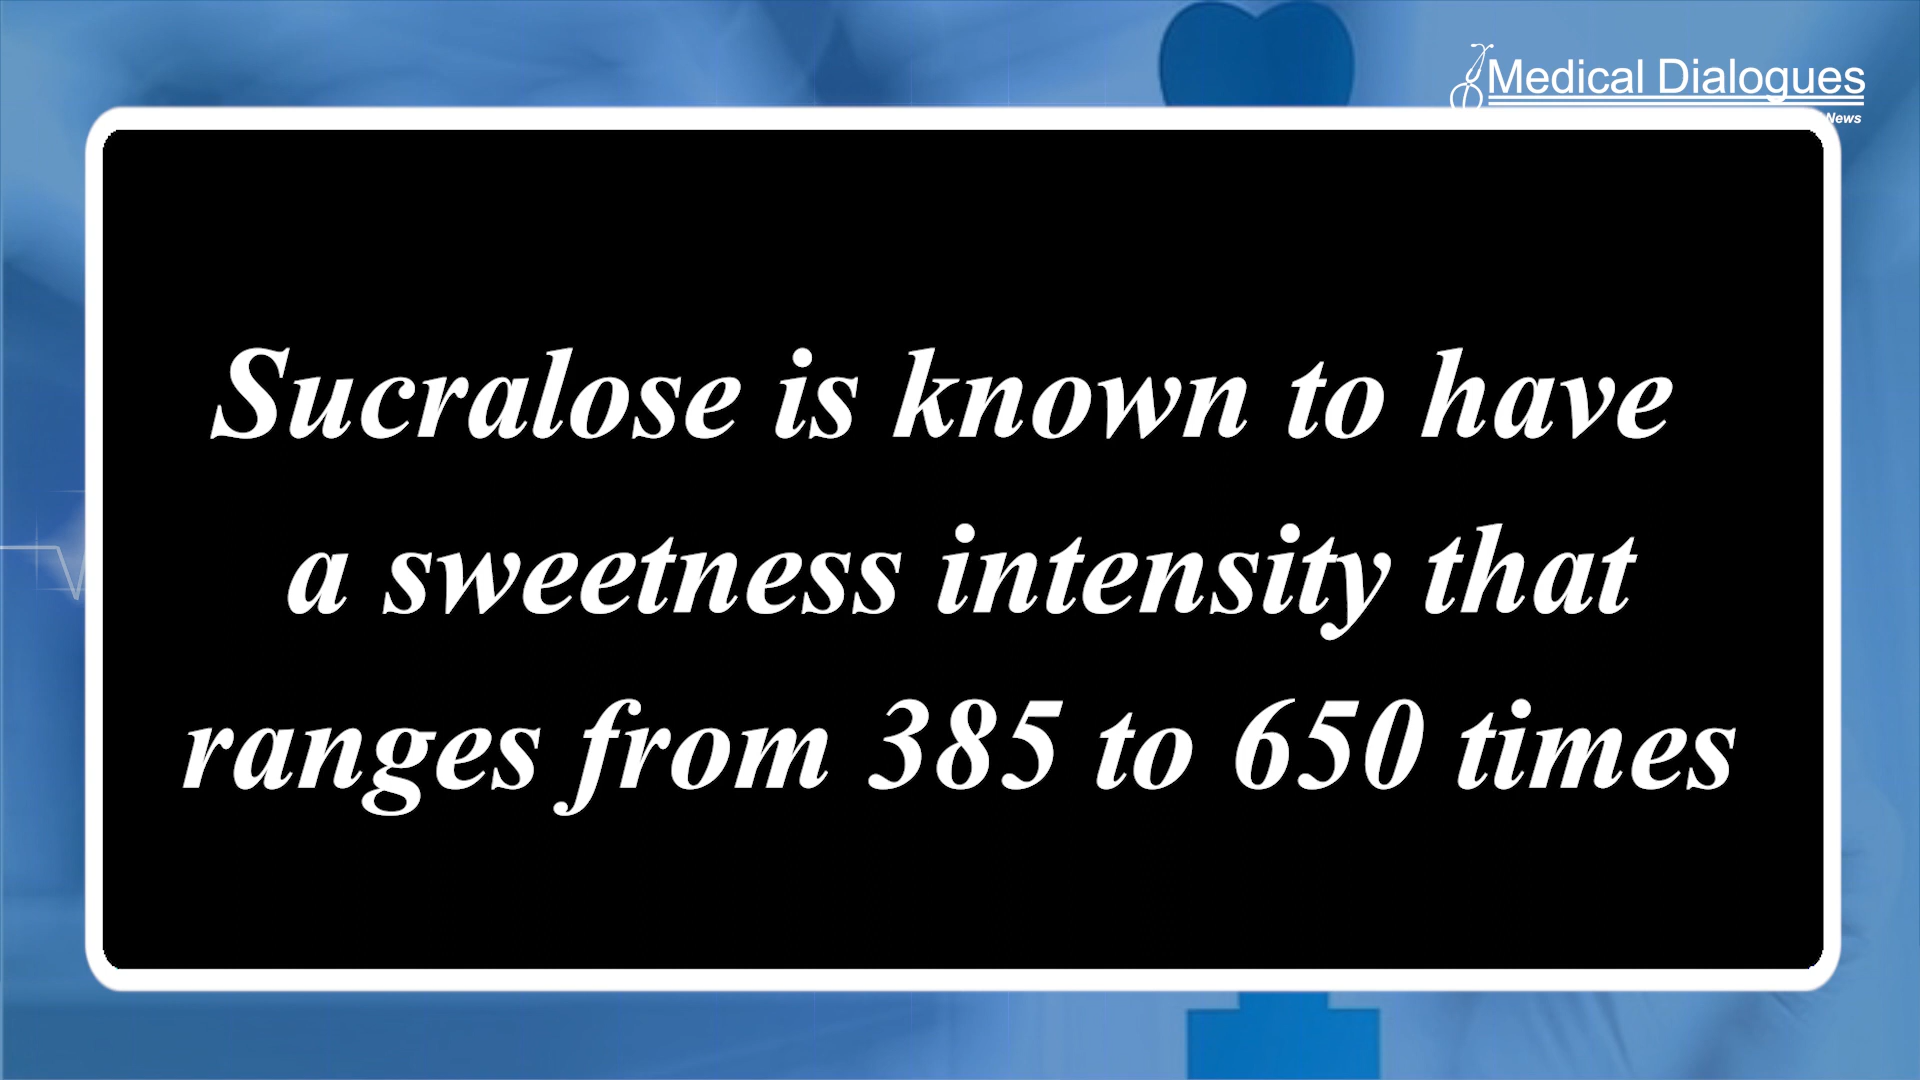 Medical Dialogues
News
Sucralose is known to have
a sweetness intensity that
ranges from 385 to 650 times